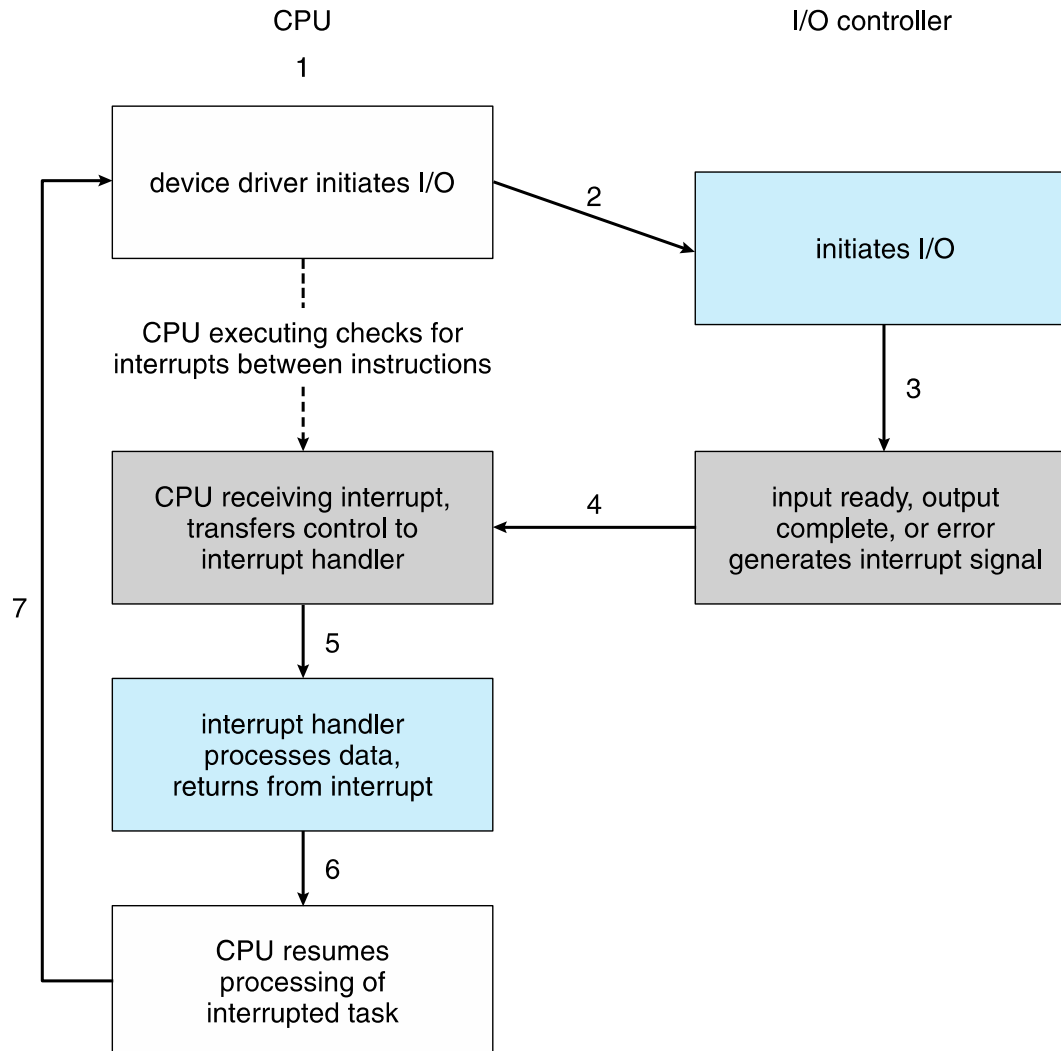 CPU
I/O controller
1
device driver initiates I/O
2
initiates I/O
CPU executing checks for
interrupts between instructions
3
CPU receiving interrupt,
transfers control to
interrupt handler
4
input ready, output
complete, or error
generates interrupt signal
7
5
interrupt handler
processes data,
returns from interrupt
6
CPU resumes
processing of
interrupted task